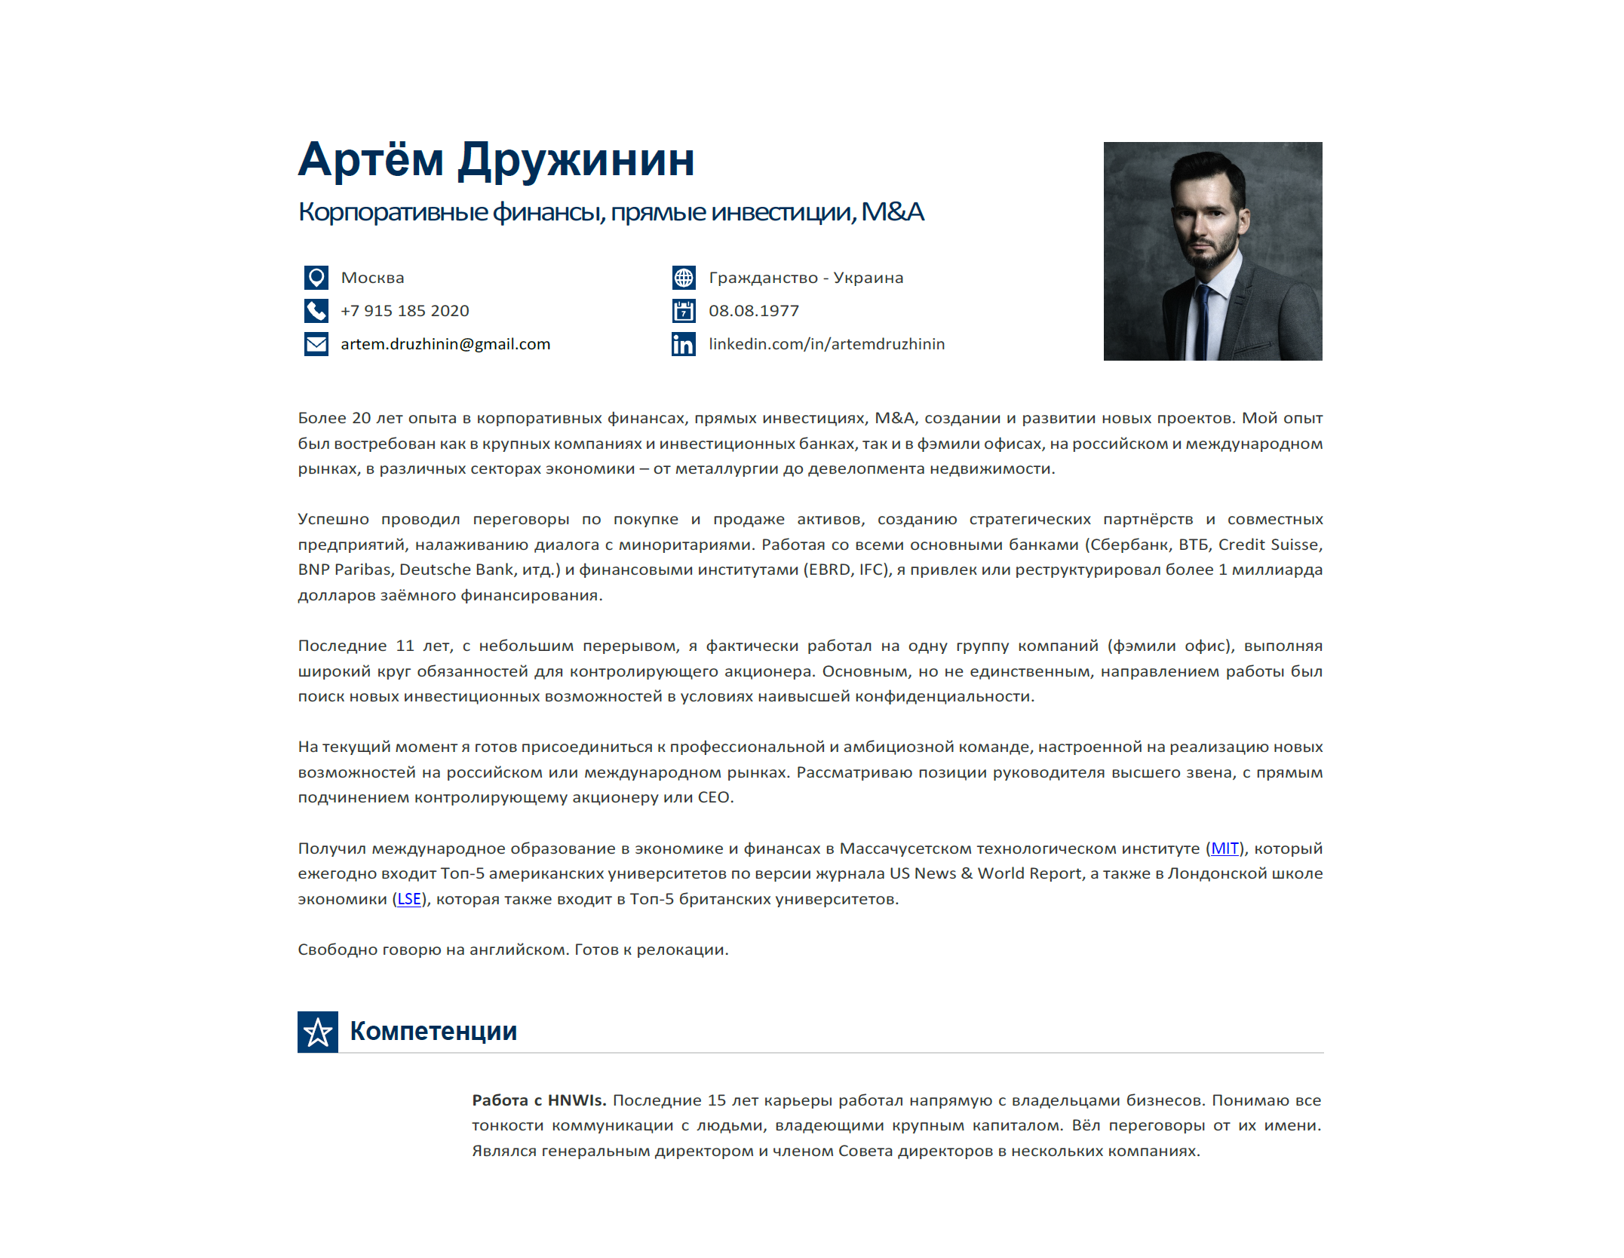 Артём Дружинин
Корпоративные финансы, прямые инвестиции, M&A
Москва
Гражданство - Украина
+7 915 185 2020
7
08.08.1977
artem.druzhinin@gmail.com
in
linkedin.com/in/artemdruzhinin
Более 20 лет опыта в корпоративных финансах, прямых инвестициях, M&A, создании и развитии новых проектов. Мой опыт
был востребован как в крупных компаниях и инвестиционных банках, так и в фэмили офисах, на российском и международном
рынках, в различных секторах экономики – от металлургии до девелопмента недвижимости.
Успешно проводил переговоры по покупке и продаже активов, созданию стратегических партнёрств и совместных
предприятий, налаживанию диалога с миноритариями. Работая со всеми основными банками (Сбербанк, ВТБ, Credit Suisse,
BNP Paribas, Deutsche Bank, итд.) и финансовыми институтами (EBRD, IFC), я привлек или реструктурировал более 1 миллиарда
долларов заёмного финансирования.
Последние 11 лет, с небольшим перерывом, я фактически работал на одну группу компаний (фэмили офис), выполняя
широкий круг обязанностей для контролирующего акционера. Основным, но не единственным, направлением работы был
поиск новых инвестиционных возможностей в условиях наивысшей конфиденциальности.
На текущий момент я готов присоединиться к профессиональной и амбициозной команде, настроенной на реализацию новых
возможностей на российском или международном рынках. Рассматриваю позиции руководителя высшего звена, с прямым
подчинением контролирующему акционеру или CEO.
Получил международное образование в экономике и финансах в Массачусетском технологическом институте (MIT), который
ежегодно входит Топ-5 американских университетов по версии журнала US News & World Report, а также в Лондонской школе
экономики (LSE), которая также входит в Топ-5 британских университетов.
Свободно говорю на английском. Готов к релокации.
Компетенции
Работа с HNWIs. Последние 15 лет карьеры работал напрямую с владельцами бизнесов. Понимаю все
тонкости коммуникации с людьми, владеющими крупным капиталом. Вёл переговоры от их имени.
Являлся генеральным директором и членом Совета директоров в нескольких компаниях.